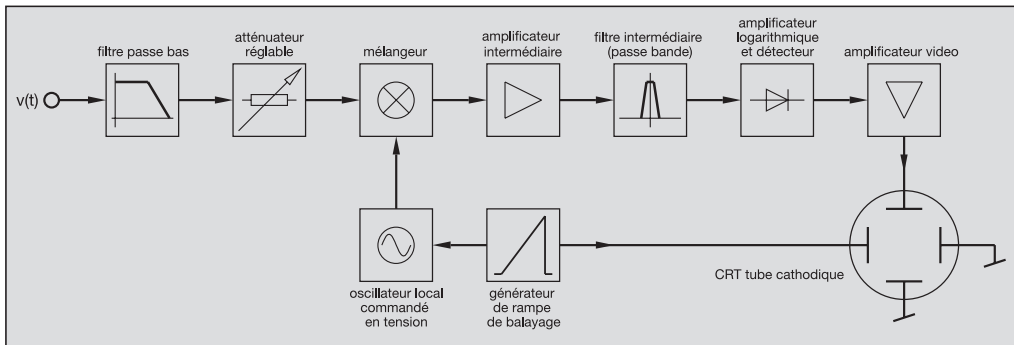 filtre passe bas
atténuateur
réglable
mélangeur
amplificateur
intermédiaire
filtre intermédiaire
(passe bande)
amplificateur
logarithmique
et détecteur
amplificateur video
v(t)
oscillateur local
commandé
en tension
générateur
de rampe
de balayage
CRT tube cathodique